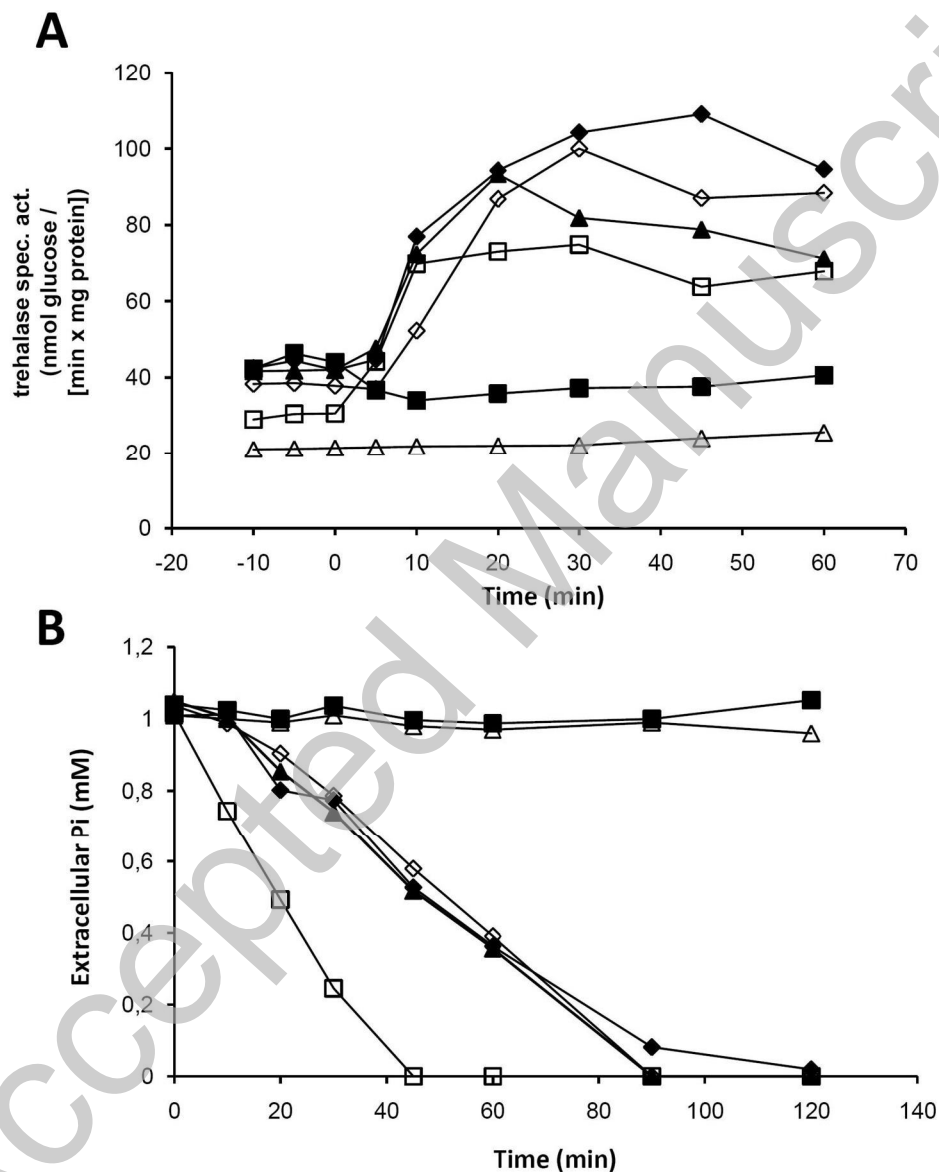 A
120
100
80
60
40
20
0
trehalase spec. act.
(nmol glucose /
[min x mg protein])
-20 -10 0 10 20 30 40 50 60 70
Time (min)
B
1,2
1
0,8
0,6
0,4
0,2
0
Extracellular Pi (mM)
0 20 40 60 80 100 120 140
Time (min)
ccepted Manuscri